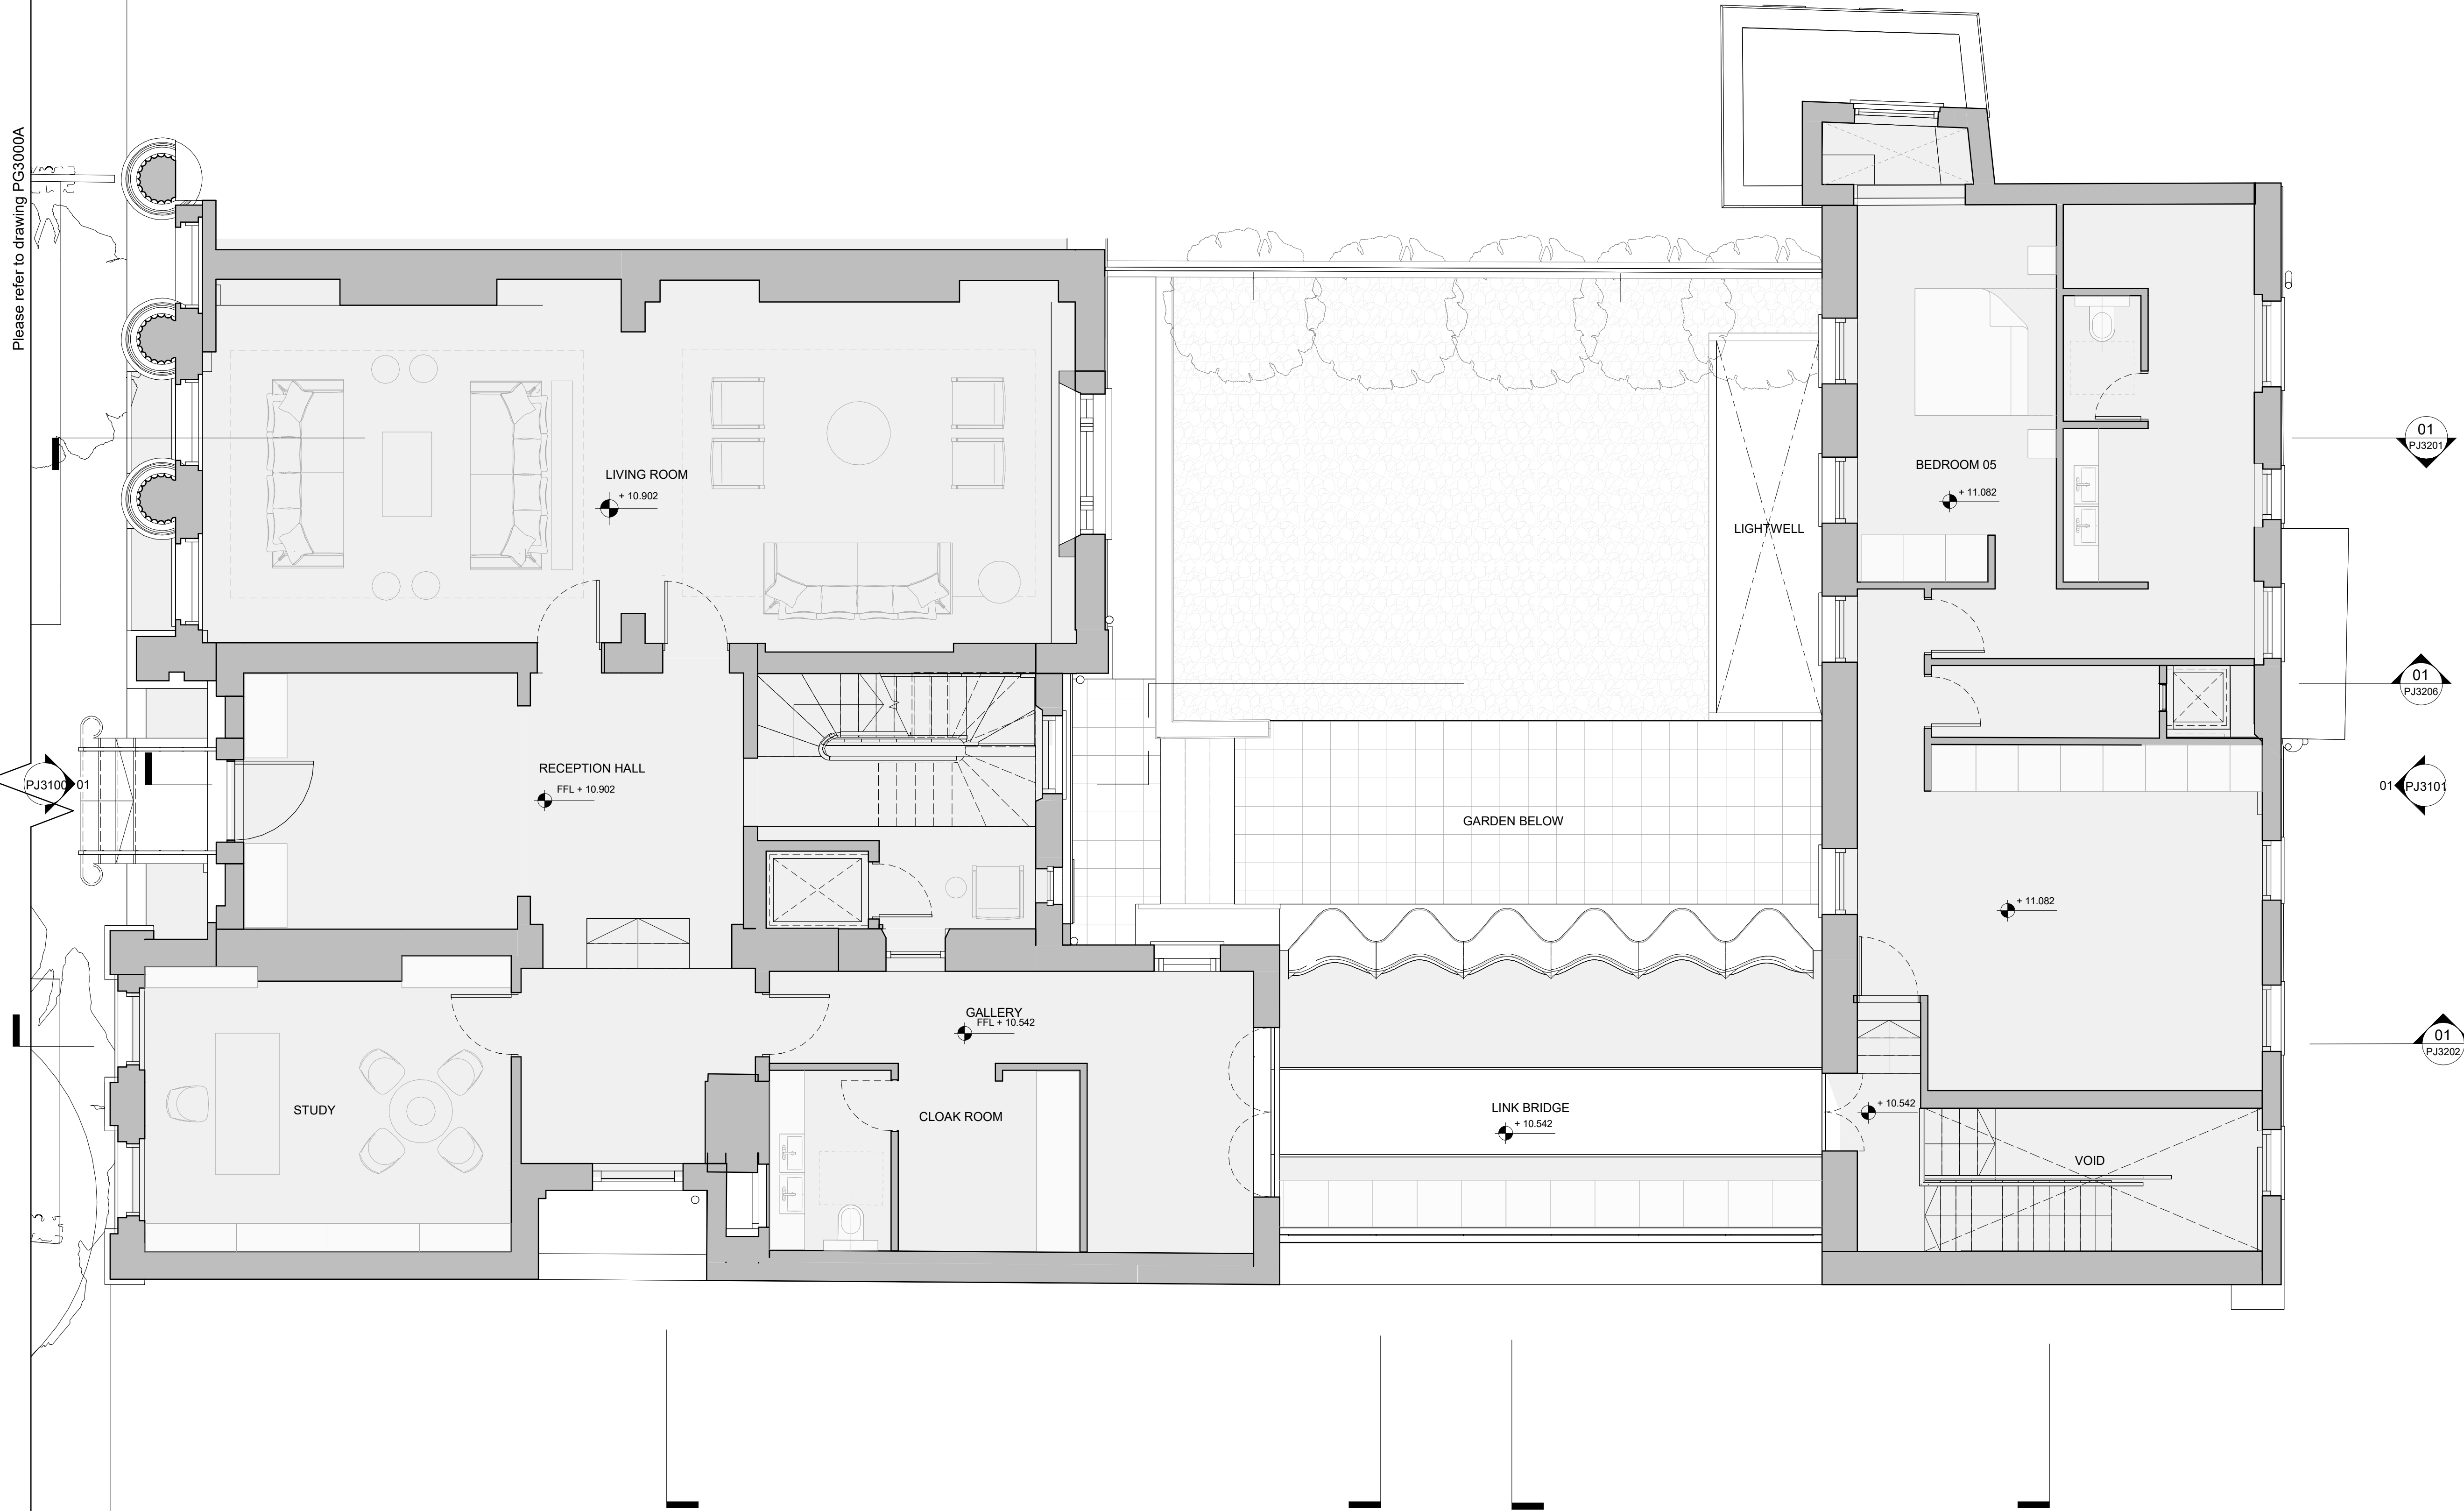 Please refer to drawing PG3000A
LIVING ROOM
+ 10.902
BEDROOM 05
+ 11.082
LIGHTWELL
01
PJ3201
01
PJ3206
RECEPTION HALL
FFL + 10.902
PJ3100
01
01
PJ3101
GARDEN BELOW
+ 11.082
GALLERY
FFL + 10.542
01
PJ3202
STUDY
CLOAK ROOM
LINK BRIDGE
+ 10.542
+ 10.542
VOID